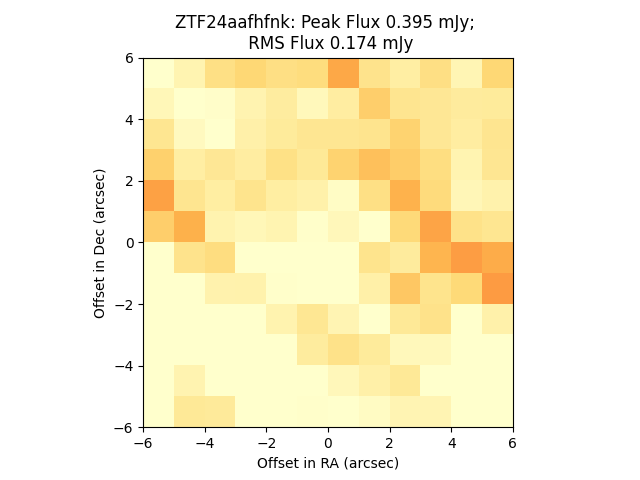 ZTF24aafhfnk: Peak Flux 0.395 mJy;
RMS Flux 0.174 mJy
6
4
2
0
−2
−4
−6
Offset in Dec (arcsec)
−6 −4 −2 0 2 4 6
Offset in RA (arcsec)